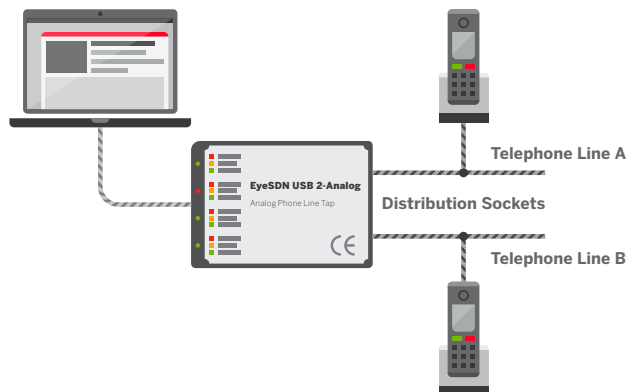 Telephone Line A
EyeSDN USB 2-Analog
Analog Phone Line Tap
Distribution Sockets
CE
Telephone Line B